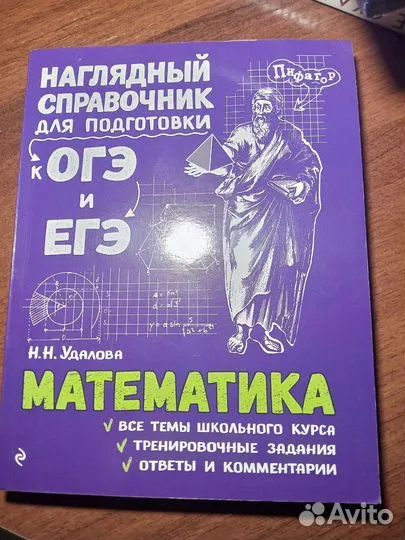 НАГЛЯДНЫЙ
СПРАВОЧНИК
ДЛЯ ПОДГОТОВКИ
К ОГЭ
И
ЕГЭ
Пифагор
Н. Н. Удалова
МАТЕМАТИКА
✓ ВСЕ ТЕМЫ ШКОЛЬНОГО КУРСА
✓ ТРЕНИРОВОЧНЫЕ ЗАДАНИЯ
✓ ОТВЕТЫ И КОММЕНТАРИИ
Avito